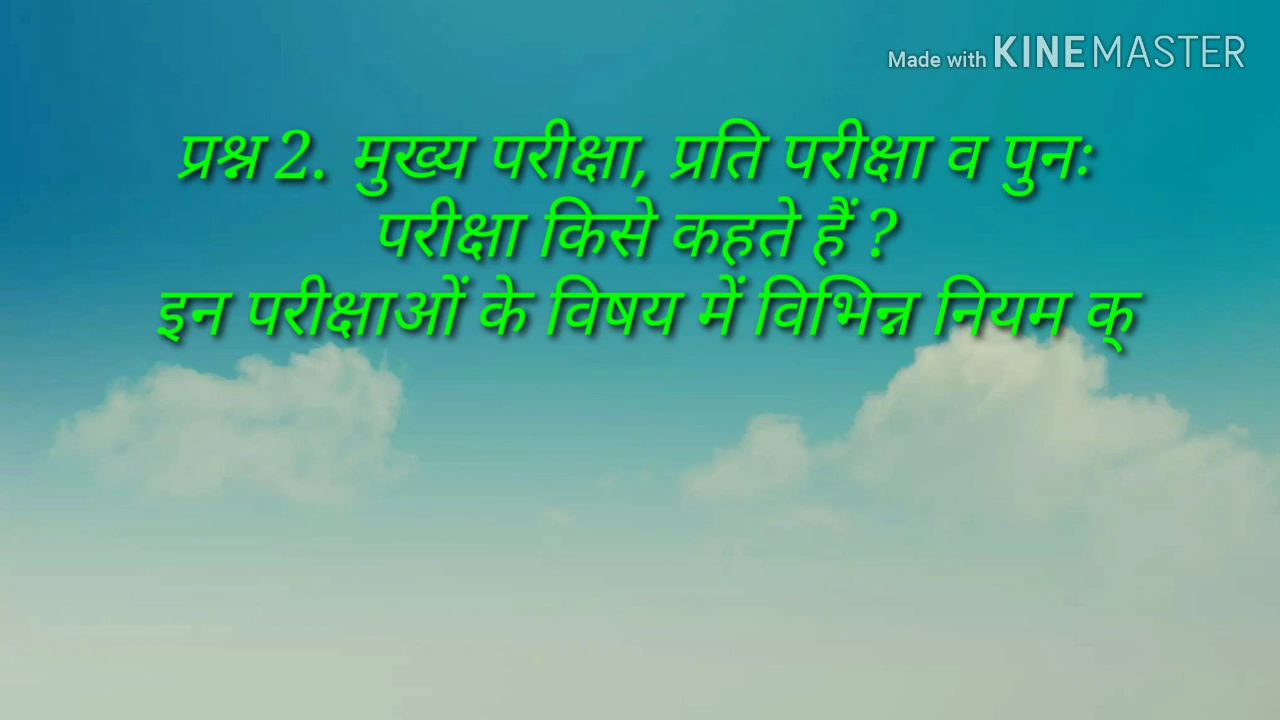 Made with KINEMASTER
प्रश्न 2. मुख्य परीक्षा, प्रति परीक्षा व पुनः
परीक्षा किसे कहते हैं ?
इन परीक्षाओं के विषय में विभिन्न नियम क्